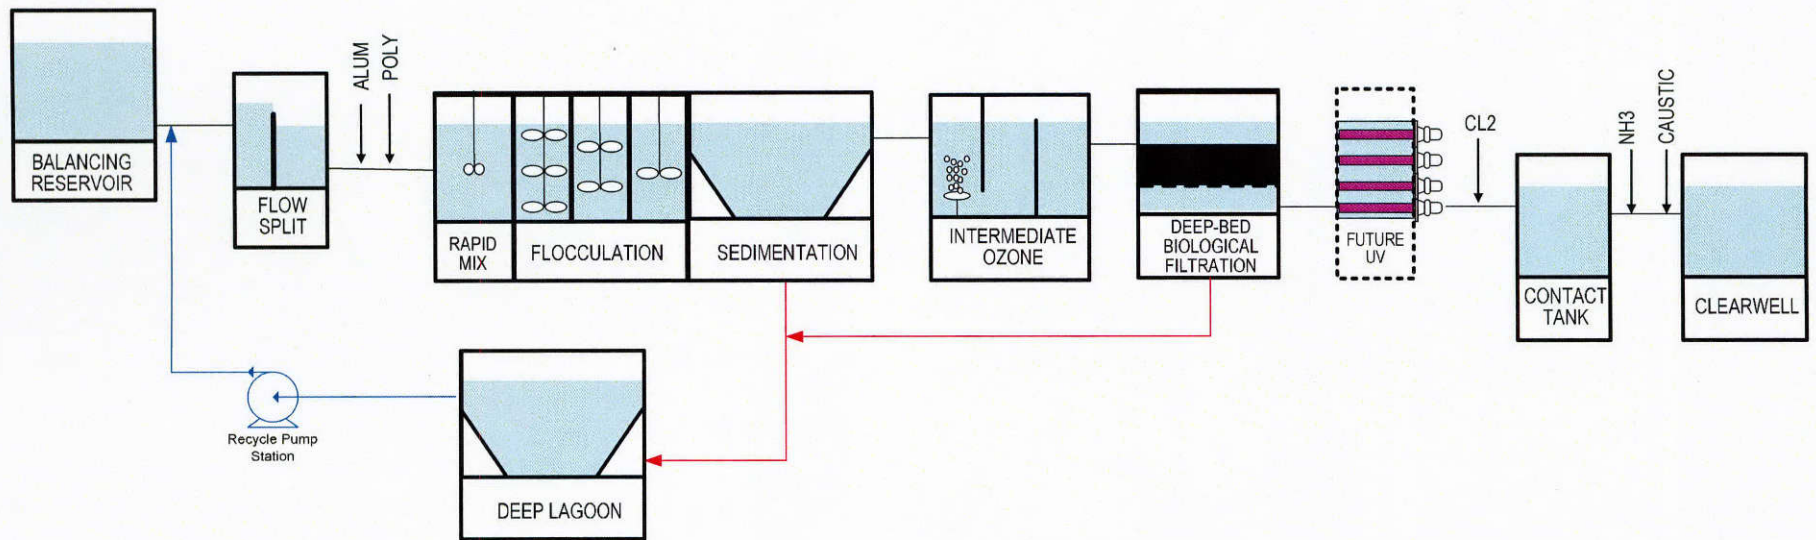 BALANCING
RESERVOIR
FLOW
SPLIT
ALUM
POLY
RAPID
MIX
FLOCCULATION
SEDIMENTATION
INTERMEDIATE
OZONE
DEEP-BED
BIOLOGICAL
FILTRATION
FUTURE
UV
CL2
CONTACT
TANK
NH3
CAUSTIC
CLEARWELL
Recycle Pump
Station
DEEP LAGOON